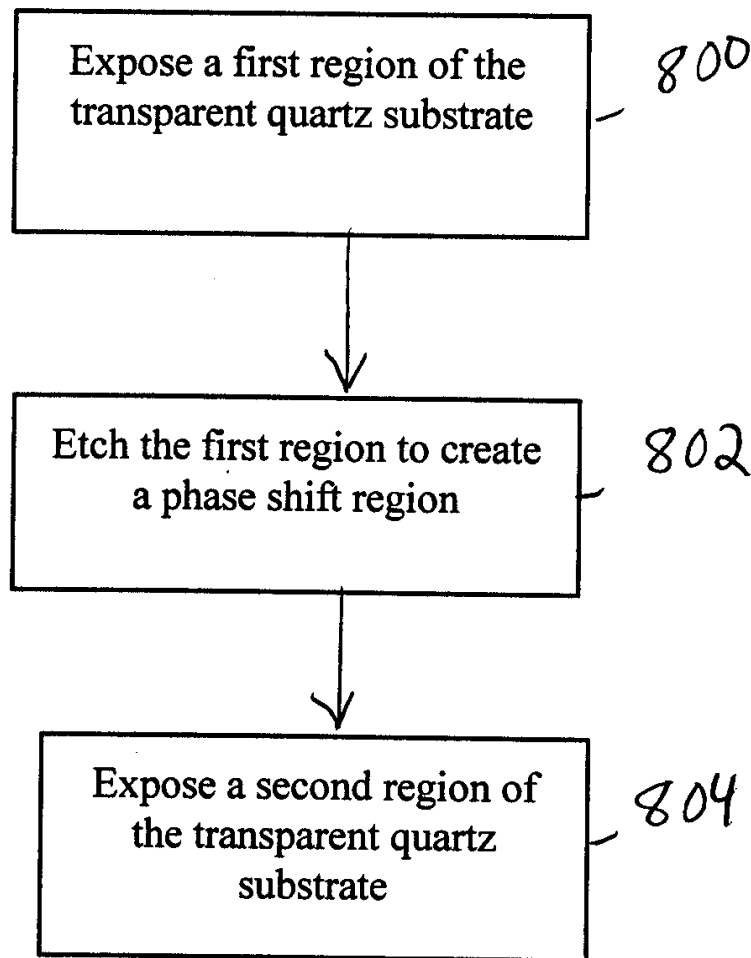 Expose a first region of the
transparent quartz substrate
800
Etch the first region to create
a phase shift region
802
Expose a second region of
the transparent quartz
substrate
804